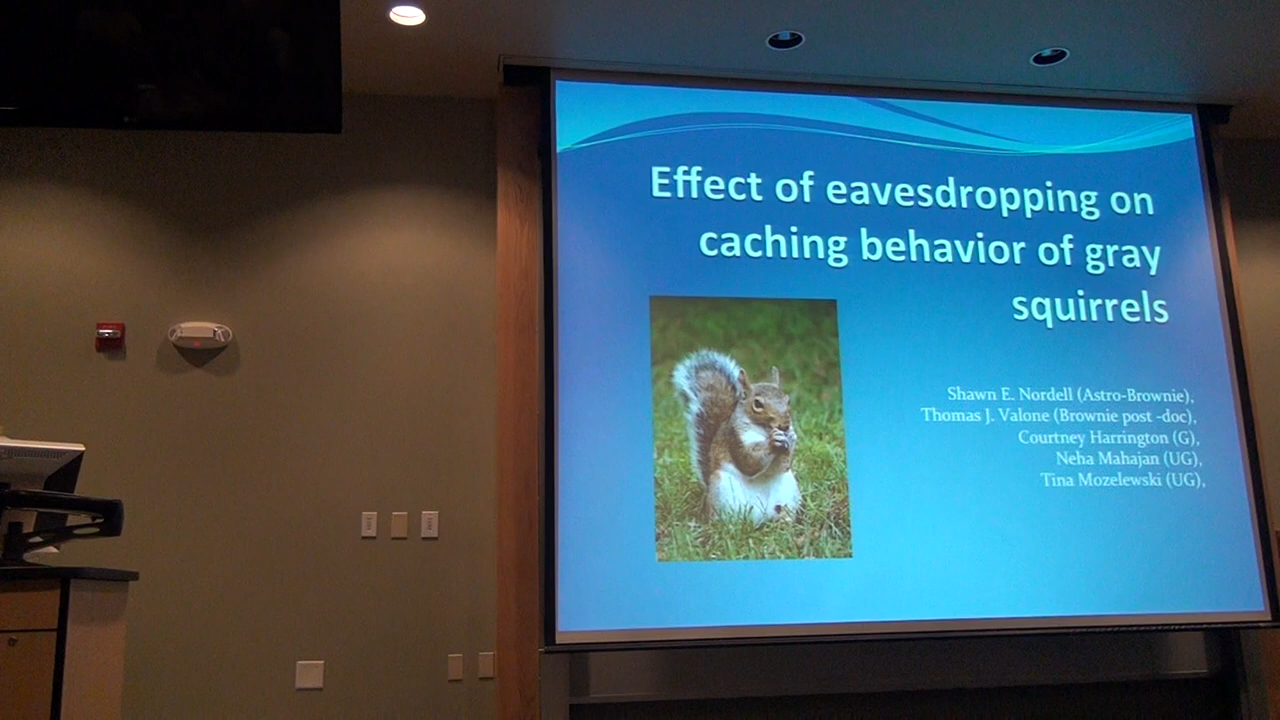 Effect of eavesdropping on
caching behavior of gray
squirrels
Shawn E. Nordell (Astro-Brownie),
Thomas J. Valone (Brownie post -doc),
Courtney Harrington (G),
Neha Mahajan (UG),
Tina Mozelewski (UG),